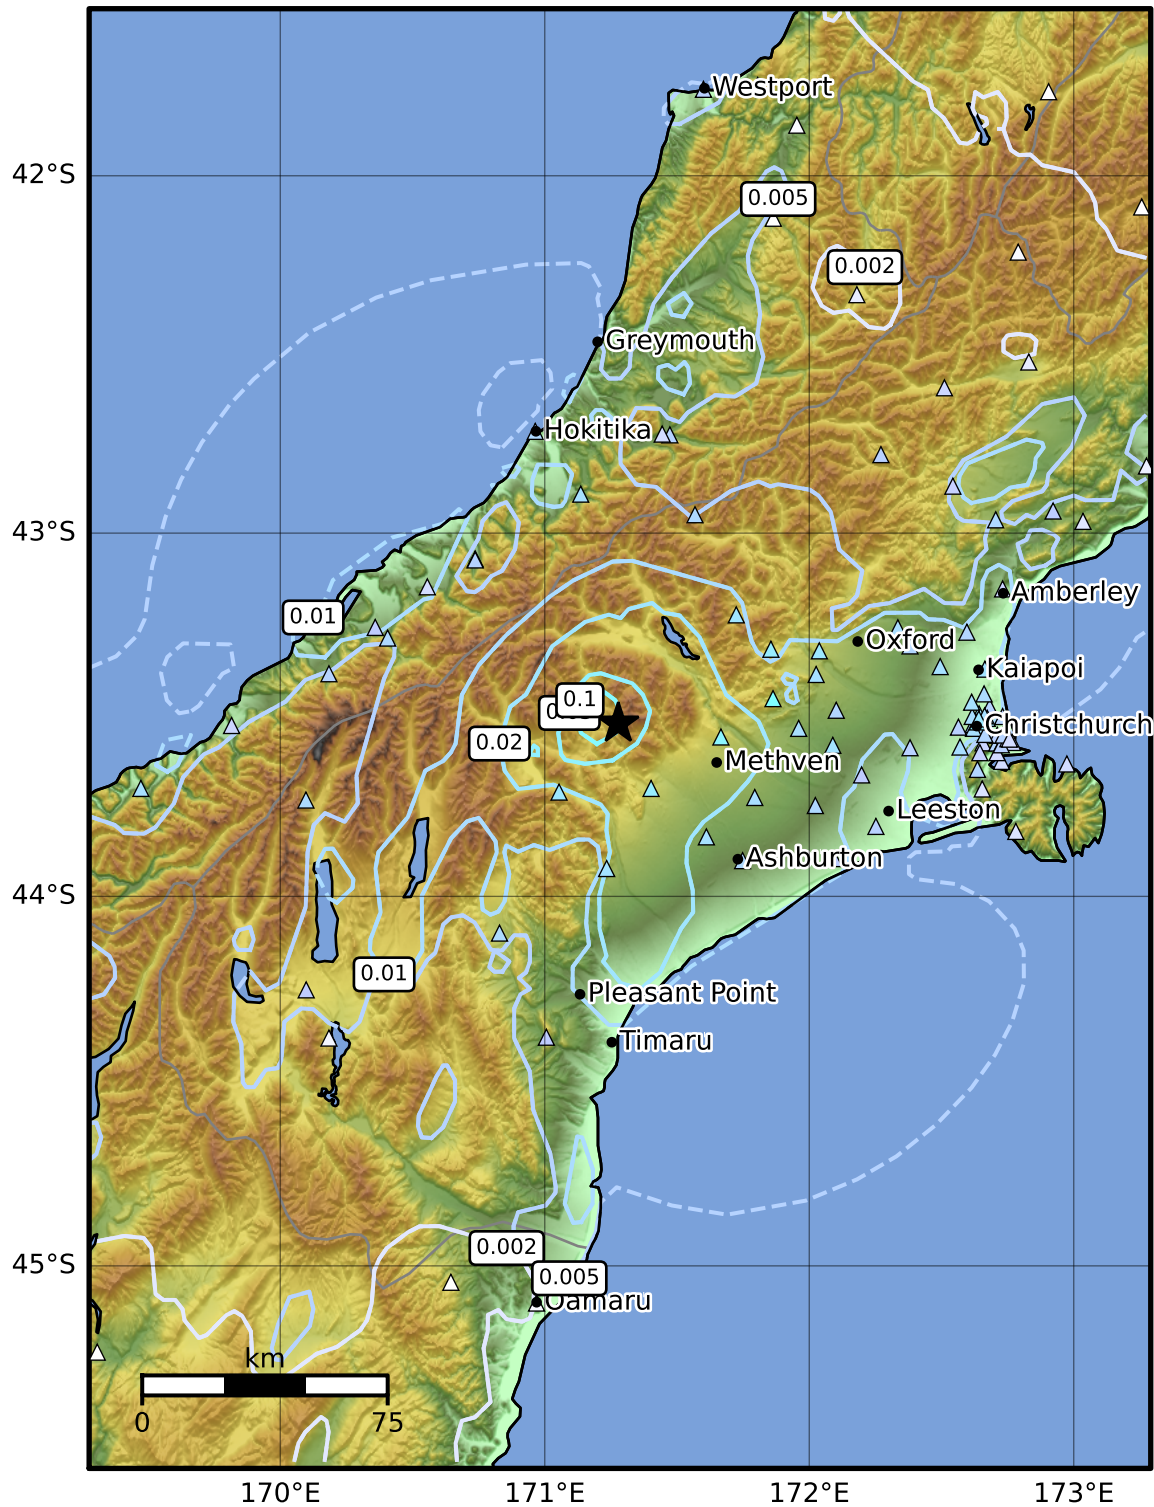 Westport
42°S
0.005
0.002
Greymouth
Hokitika
43°S
Amberley
0.01
Oxford
Kaiapoi
0.1
Christchurch
0.02
Methven
Leeston
Ashburton
44°S
0.01
Pleasant Point
Timaru
0.002
45°S
0.005
Oamaru
km
0 75
170°E 171°E 172°E 173°E